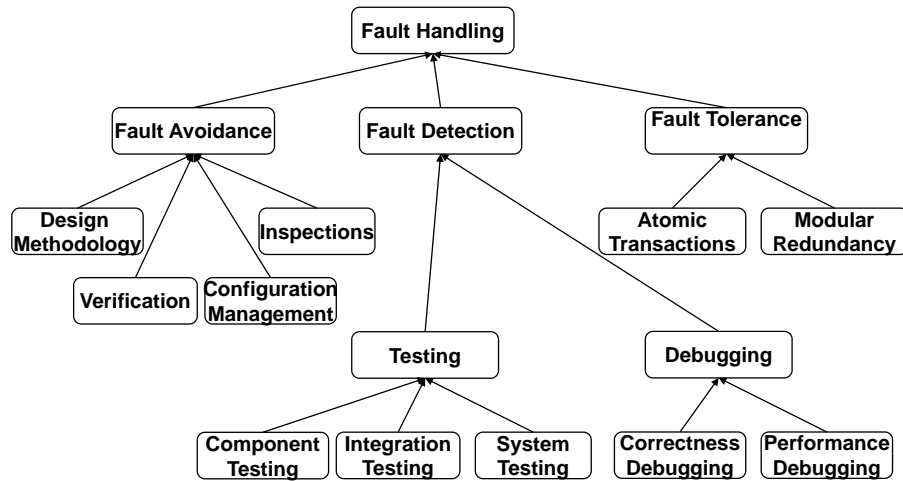 Fault Handling
Fault Avoidance
Fault Detection
Fault Tolerance
Design
Methodology
Inspections
Atomic
Transactions
Modular
Redundancy
Verification
Configuration
Management
Testing
Debugging
Component
Testing
Integration
Testing
System
Testing
Correctness
Debugging
Performance
Debugging